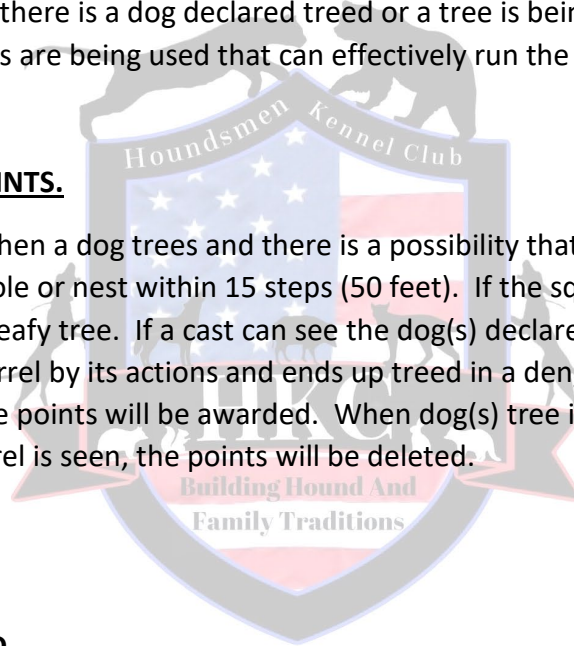 there is a dog declared treed or a tree is bein
s are being used that can effectively run the
Houndsmen Kennel Club
INTS.
hen a dog trees and there is a possibility that
ole or nest within 15 steps (50 feet).  If the sq
eafy tree.  If a cast can see the dog(s) declare
rrel by its actions and ends up treed in a den
e points will be awarded.  When dog(s) tree i
rel is seen, the points will be deleted.
HKC
Building Hound And
Family Traditions